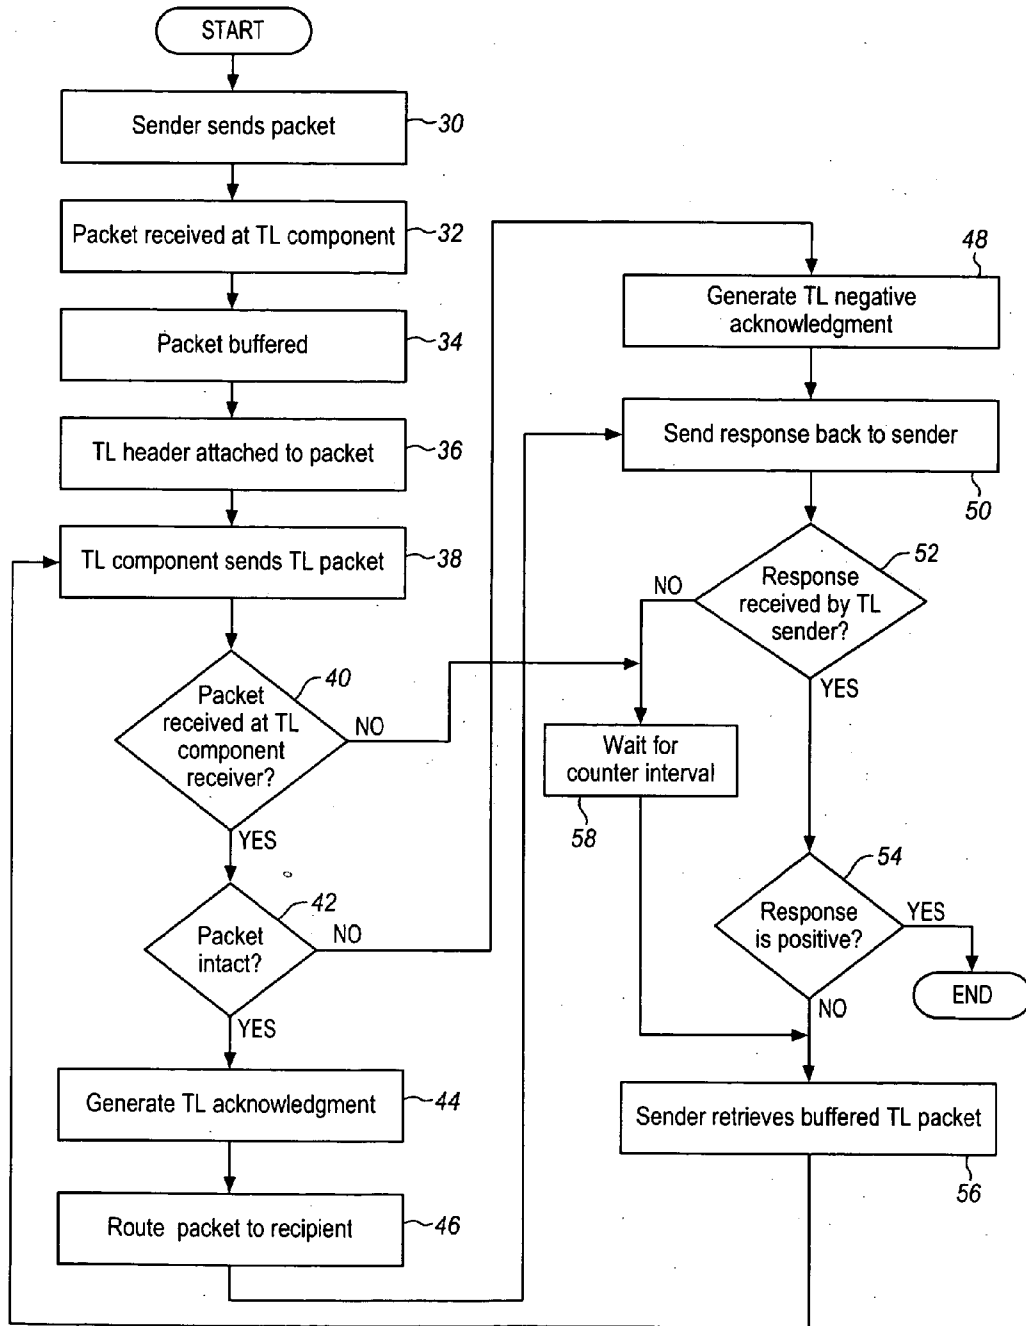 START
Sender sends packet
30
Packet received at TL component
32
Packet buffered
34
TL header attached to packet
36
TL component sends TL packet
38
Packet
received at TL
component
receiver?
40
NO
YES
Packet
intact?
42
NO
YES
Generate TL acknowledgment
44
Route packet to recipient
46
48
Generate TL negative
acknowledgment
Send response back to sender
50
52
Response
received by TL
sender?
NO
YES
Wait for
counter interval
58
54
Response
is positive?
YES
END
NO
Sender retrieves buffered TL packet
56